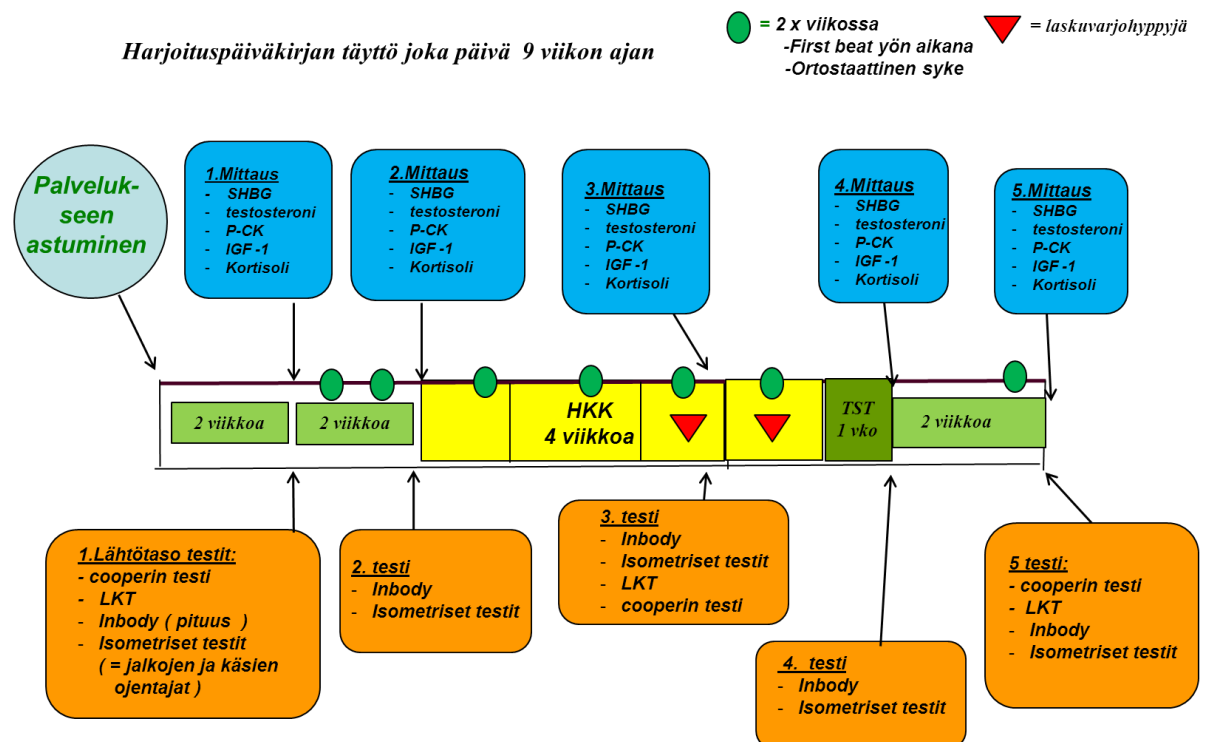 Harjoituspäiväkirjan täyttö joka päivä 9 viikon ajan
= 2 x viikossa
-First beat yön aikana
-Ortostaattinen syke
= laskuvarjohyppyjä
Palveluk-
seen
astuminen
1.Mittaus
- SHBG
- testosteroni
- P-CK
- IGF -1
- Kortisoli
2.Mittaus
- SHBG
- testosteroni
- P-CK
- IGF -1
- Kortisoli
3.Mittaus
- SHBG
- testosteroni
- P-CK
- IGF -1
- Kortisoli
4.Mittaus
- SHBG
- testosteroni
- P-CK
- IGF -1
- Kortisoli
5.Mittaus
- SHBG
- testosteroni
- P-CK
- IGF -1
- Kortisoli
2 viikkoa
2 viikkoa
HKK
4 viikkoa
TST
1 vko
2 viikkoa
1.Lähtötaso testit:
- cooperin testi
- LKT
- Inbody ( pituus )
- Isometriset testit
( = jalkojen ja käsien
ojentajat )
2. testi
- Inbody
- Isometriset testit
3. testi
- Inbody
- Isometriset testit
- LKT
- cooperin testi
4. testi
- Inbody
- Isometriset testit
5 testi:
- cooperin testi
- LKT
- Inbody
- Isometriset testit